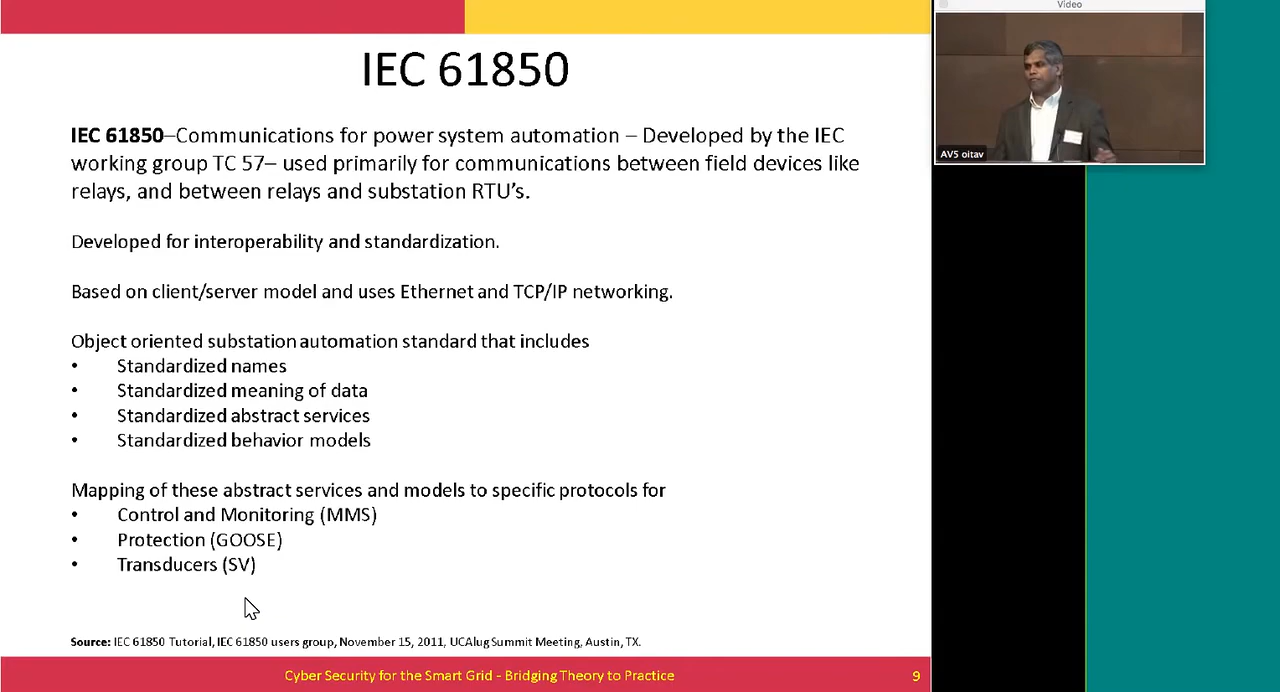 IEC 61850
IEC 61850–Communications for power system automation – Developed by the IEC
working group TC 57– used primarily for communications between field devices like
relays, and between relays and substation RTU’s.
Developed for interoperability and standardization.
Based on client/server model and uses Ethernet and TCP/IP networking.
Object oriented substation automation standard that includes
• Standardized names
• Standardized meaning of data
• Standardized abstract services
• Standardized behavior models
Mapping of these abstract services and models to specific protocols for
• Control and Monitoring (MMS)
• Protection (GOOSE)
• Transducers (SV)
Source: IEC 61850 Tutorial, IEC 61850 users group, November 15, 2011, UCAlug Summit Meeting, Austin, TX.
Cyber Security for the Smart Grid - Bridging Theory to Practice
9
Video
AV5 oitav